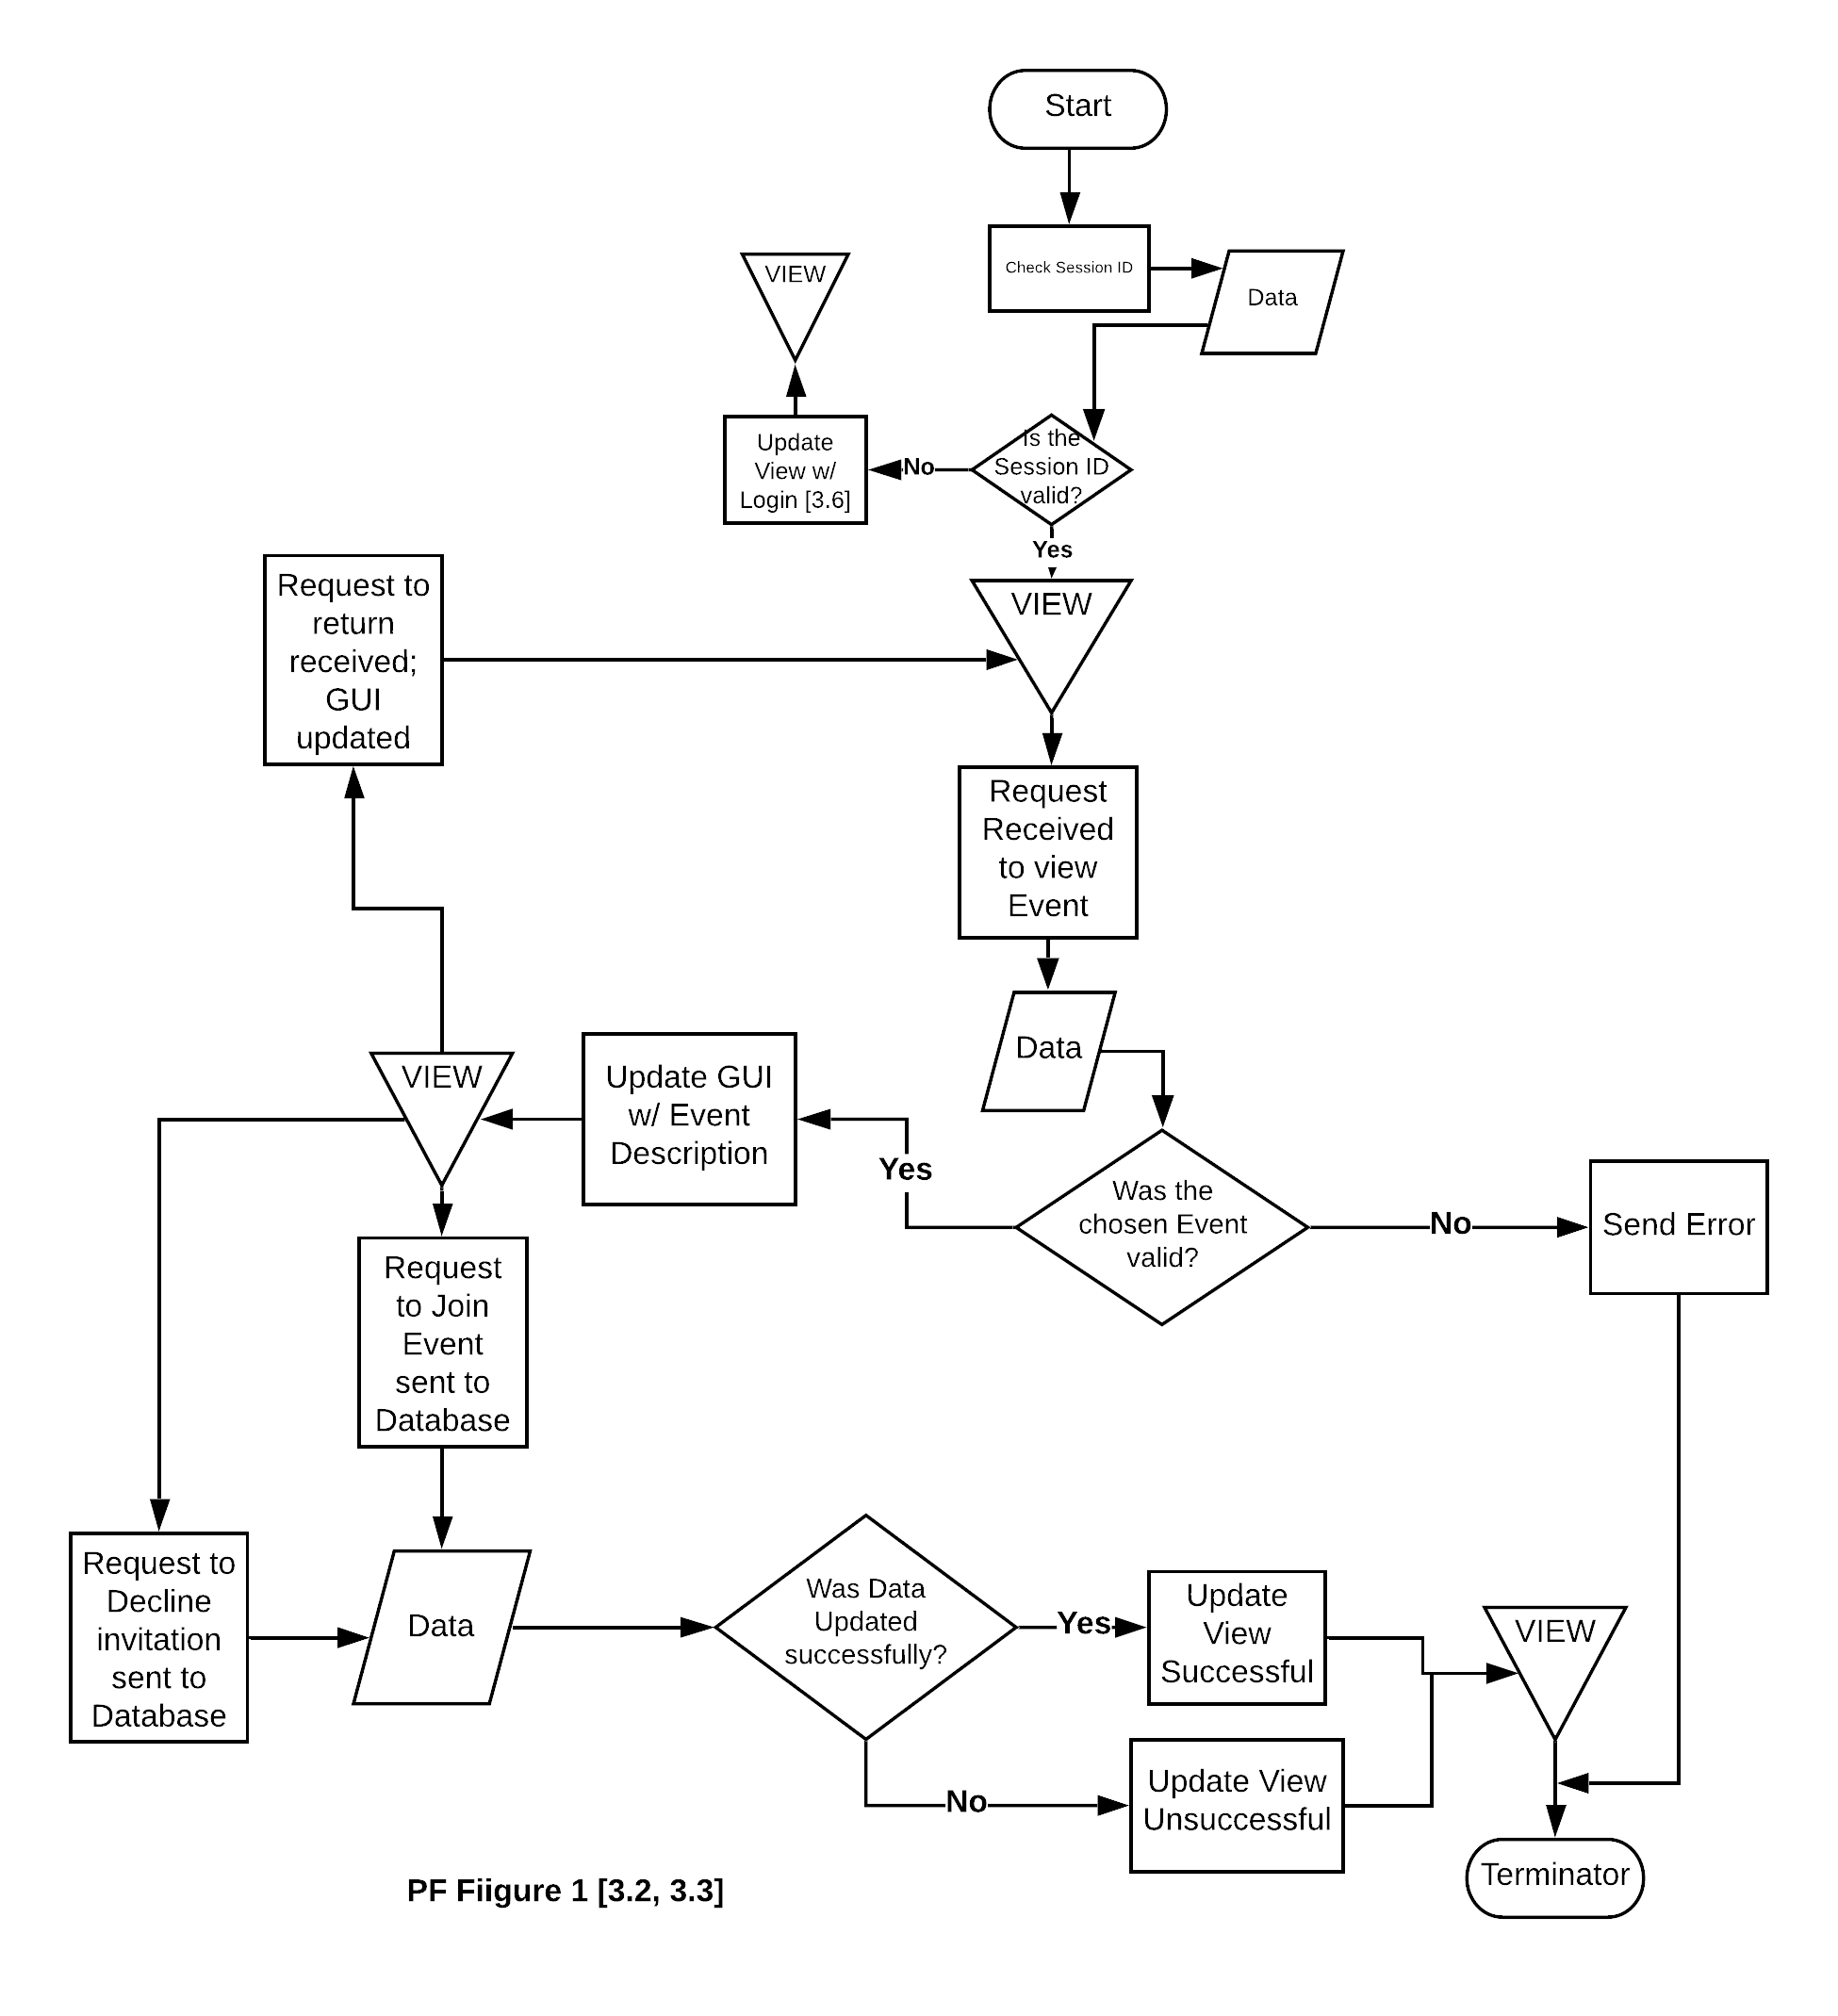 Start
Check Session ID
Data
VIEW
Update
View w/
Login [3.6]
No
Is the
Session ID
valid?
Yes
VIEW
Request to
return
received;
GUI
updated
Request
Received
to view
Event
Data
VIEW
Update GUI
w/ Event
Description
Yes
Was the
chosen Event
valid?
No
Send Error
Request
to Join
Event
sent to
Database
Request to
Decline
invitation
sent to
Database
Data
Was Data
Updated
successfully?
Yes
Update
View
Successful
VIEW
No
Update View
Unsuccessful
Terminator
PF Fiigure 1 [3.2, 3.3]